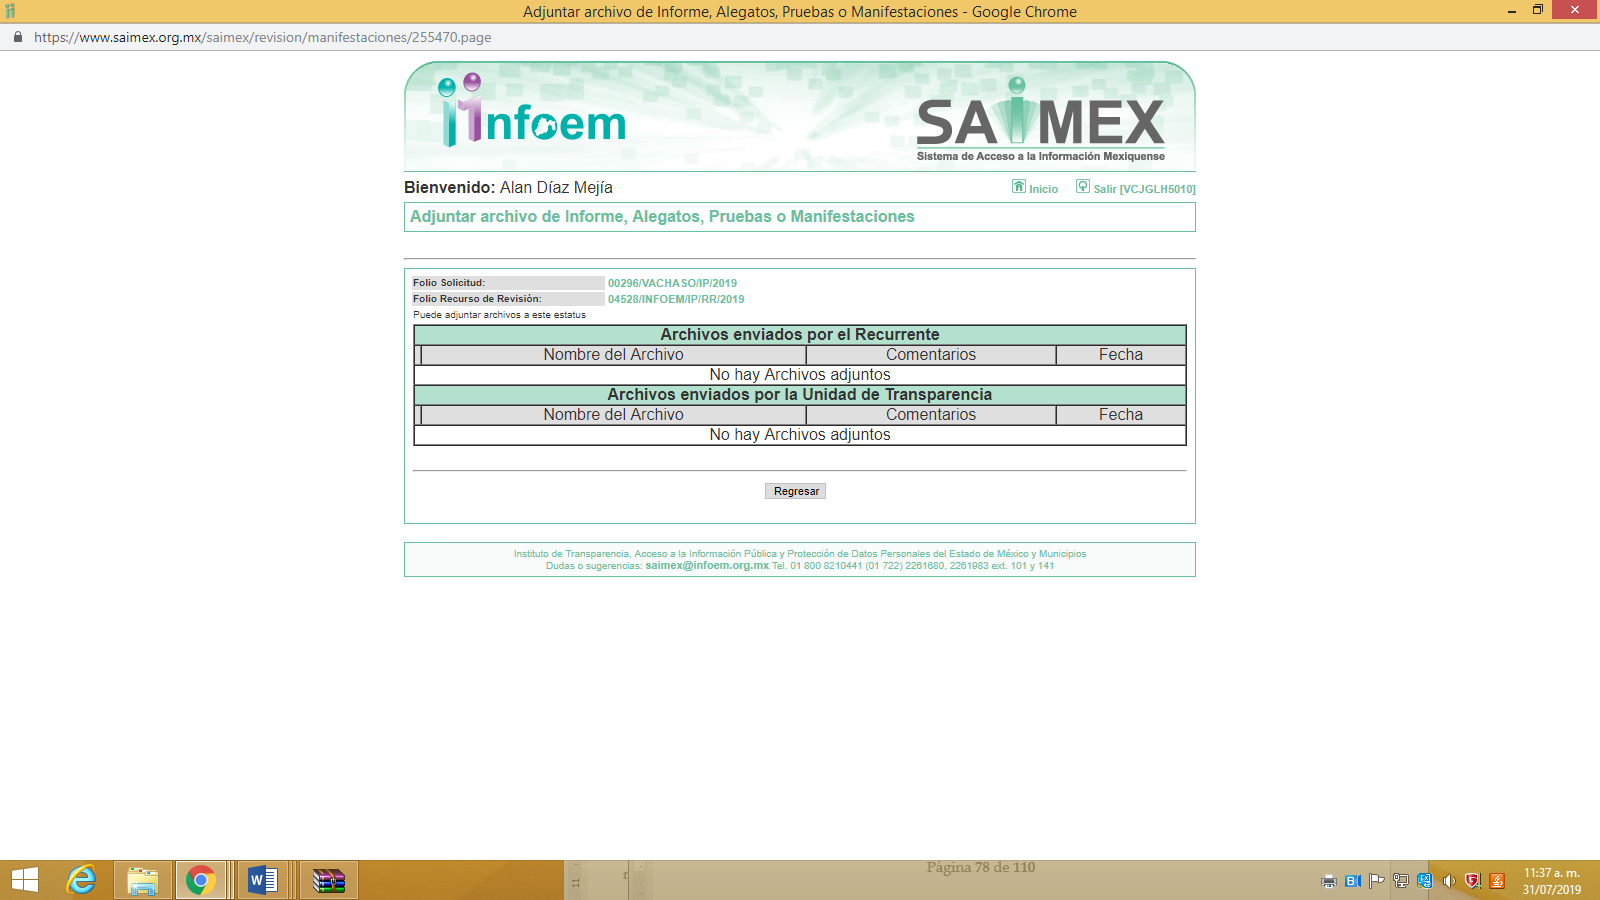 Adjuntar archivo de Informe, Alegatos, Pruebas o Manifestaciones - Google Chrome
https://www.saimex.org.mx/saimex/revision/manifestaciones/255470.page
infoem
SAIMEX
Sistema de Acceso a la Información Mexiquense
Bienvenido: Alan Díaz Mejía
Inicio
Salir [VCJGLH5010]
Adjuntar archivo de Informe, Alegatos, Pruebas o Manifestaciones
Folio Solicitud: 00296/VACHASO/IP/2019
Folio Recurso de Revisión: 04528/INFOEM/IP/RR/2019
Puede adjuntar archivos a este estatus
Archivos enviados por el Recurrente
Nombre del Archivo Comentarios Fecha
No hay Archivos adjuntos
Archivos enviados por la Unidad de Transparencia
Nombre del Archivo Comentarios Fecha
No hay Archivos adjuntos
Regresar
Instituto de Transparencia, Acceso a la Información Pública y Protección de Datos Personales del Estado de México y Municipios
Dudas o sugerencias: saimex@infoem.org.mx Tel. 01 800 8210441 (01 722) 2261680, 2261983 ext. 101 y 141
Página 78 de 110
11:37 a. m.
31/07/2019